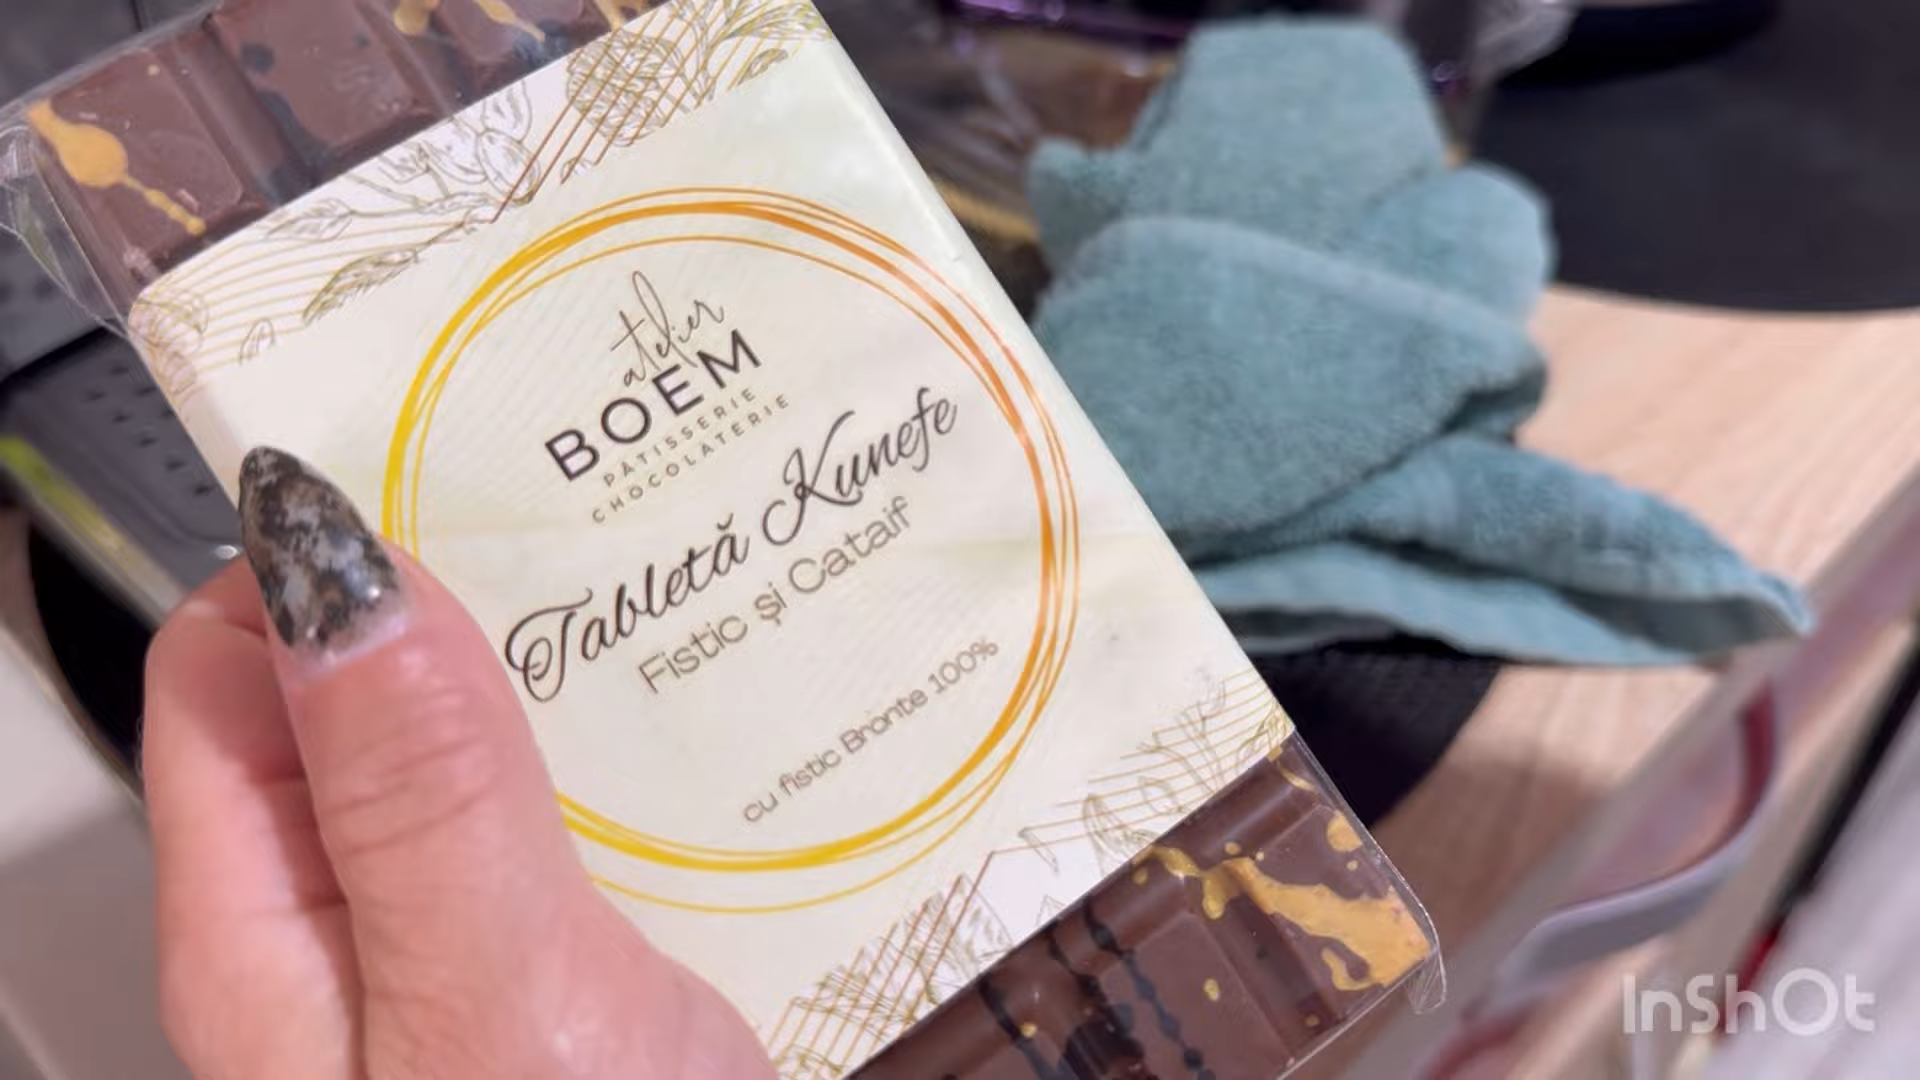 atelier
BOEM
PATISSERIE
CHOCOLATERIE
Tabletă Kunefe
Fistic și Cataif
cu fistic Bronte 100%
InShOt